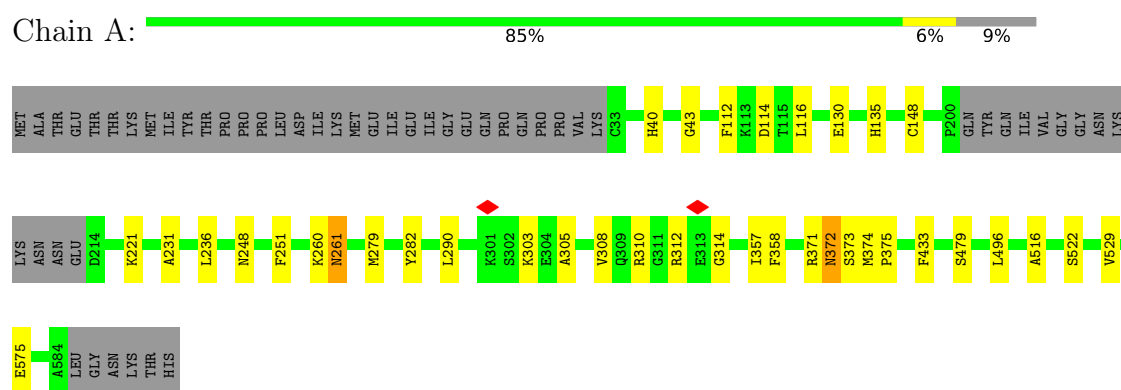 Chain A:
85% 6% 9%
MET ALA THR GLU THR THR LYS MET ILE TYR THR PRO PRO PRO LEU ASP ILE LYS MET GLU ILE GLU ILE GLY GLU GLN PRO GLN PRO PRO VAL LYS C33 H40 G43 F112 K113 D114 T115 L116 E130 H135 C148 P200 GLN TYR GLN ILE VAL GLY GLY ASN LYS
LYS ASN ASN GLU D214 K221 A231 L236 N248 F251 K260 N261 M279 Y282 L290 K301 S302 K303 E304 A305 V308 Q309 R310 G311 R312 E313 G314 I357 F358 R371 N372 S373 M374 P375 F433 S479 L496 A516 S522 V529
E575 A584 LEU GLY ASN LYS THR HIS